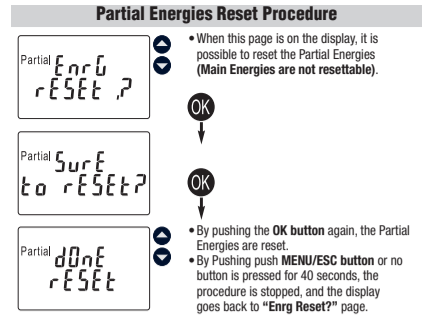 Partial Energies Reset Procedure
Partial EnrG
rESEt ?
• When this page is on the display, it is
possible to reset the Partial Energies
(Main Energies are not resettable).
OK
Partial SurE
to rESEt?
OK
Partial dOnE
rESEt
• By pushing the OK button again, the Partial
Energies are reset.
• By Pushing push MENU/ESC button or no
button is pressed for 40 seconds, the
procedure is stopped, and the display
goes back to “Enrg Reset?” page.